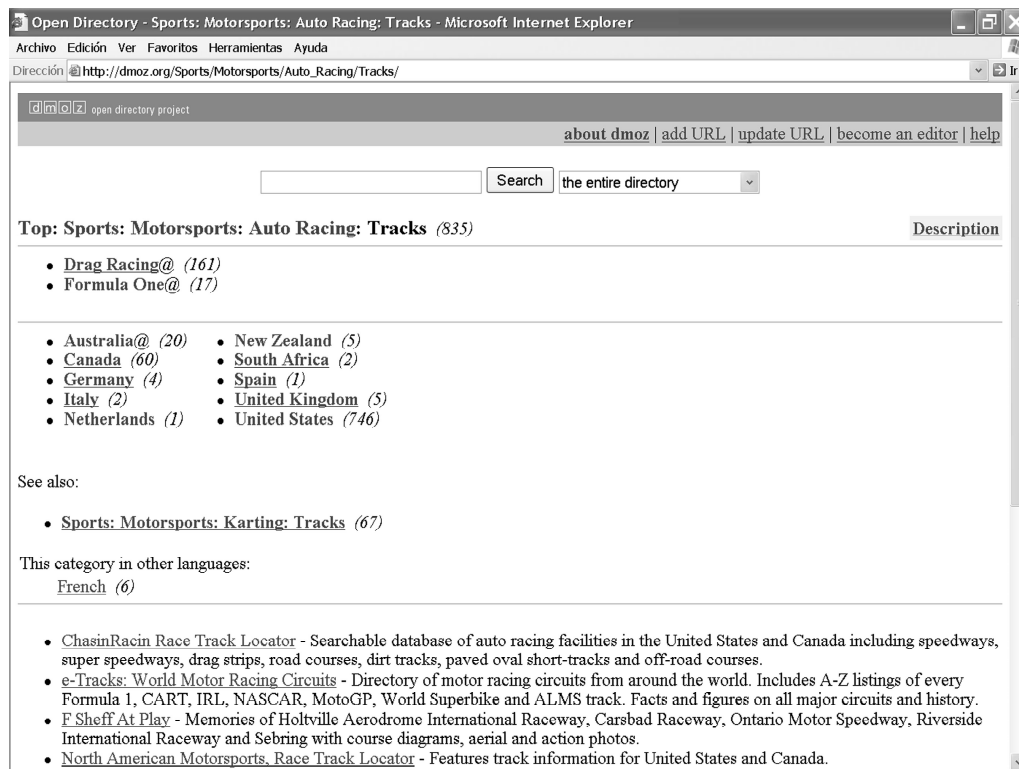 Open Directory - Sports: Motorsports: Auto Racing: Tracks - Microsoft Internet Explorer
Archivo Edición Ver Favoritos Herramientas Ayuda
Dirección http://dmoz.org/Sports/Motorsports/Auto_Racing/Tracks/ Ir
dmoz open directory project
about dmoz | add URL | update URL | become an editor | help
Search the entire directory
Top: Sports: Motorsports: Auto Racing: Tracks (835) Description
• Drag Racing@ (161)
• Formula One@ (17)
• Australia@ (20)
• Canada (60)
• Germany (4)
• Italy (2)
• Netherlands (1)
• New Zealand (5)
• South Africa (2)
• Spain (1)
• United Kingdom (5)
• United States (746)
See also:
• Sports: Motorsports: Karting: Tracks (67)
This category in other languages:
French (6)
• ChasinRacin Race Track Locator - Searchable database of auto racing facilities in the United States and Canada including speedways,
super speedways, drag strips, road courses, dirt tracks, paved oval short-tracks and off-road courses.
• e-Tracks: World Motor Racing Circuits - Directory of motor racing circuits from around the world. Includes A-Z listings of every
Formula 1, CART, IRL, NASCAR, MotoGP, World Superbike and ALMS track. Facts and figures on all major circuits and history.
• F Sheff At Play - Memories of Holtville Aerodrome International Raceway, Carsbad Raceway, Ontario Motor Speedway, Riverside
International Raceway and Sebring with course diagrams, aerial and action photos.
• North American Motorsports, Race Track Locator - Features track information for United States and Canada.